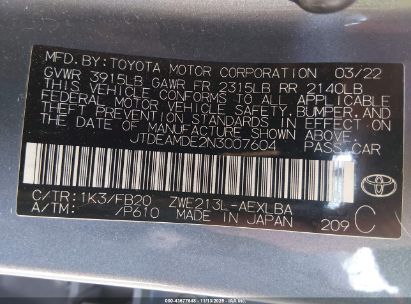 MFD. BY: TOYOTA MOTOR CORPORATION 03/22
GVWR 3915LB GAWR FR 2315LB RR 2140LB
THIS VEHICLE CONFORMS TO ALL APPLICABLE
FEDERAL MOTOR VEHICLE SAFETY, BUMPER, AND
THEFT PREVENTION STANDARDS IN EFFECT ON
THE DATE OF MANUFACTURE SHOWN ABOVE.
JTDEAMDE2N3007604 PASS.CAR
C/TR: 1K3/FB20 ZWE213L-AEXLBA
A/TM: /P610 MADE IN JAPAN 209 C
TOYOTA